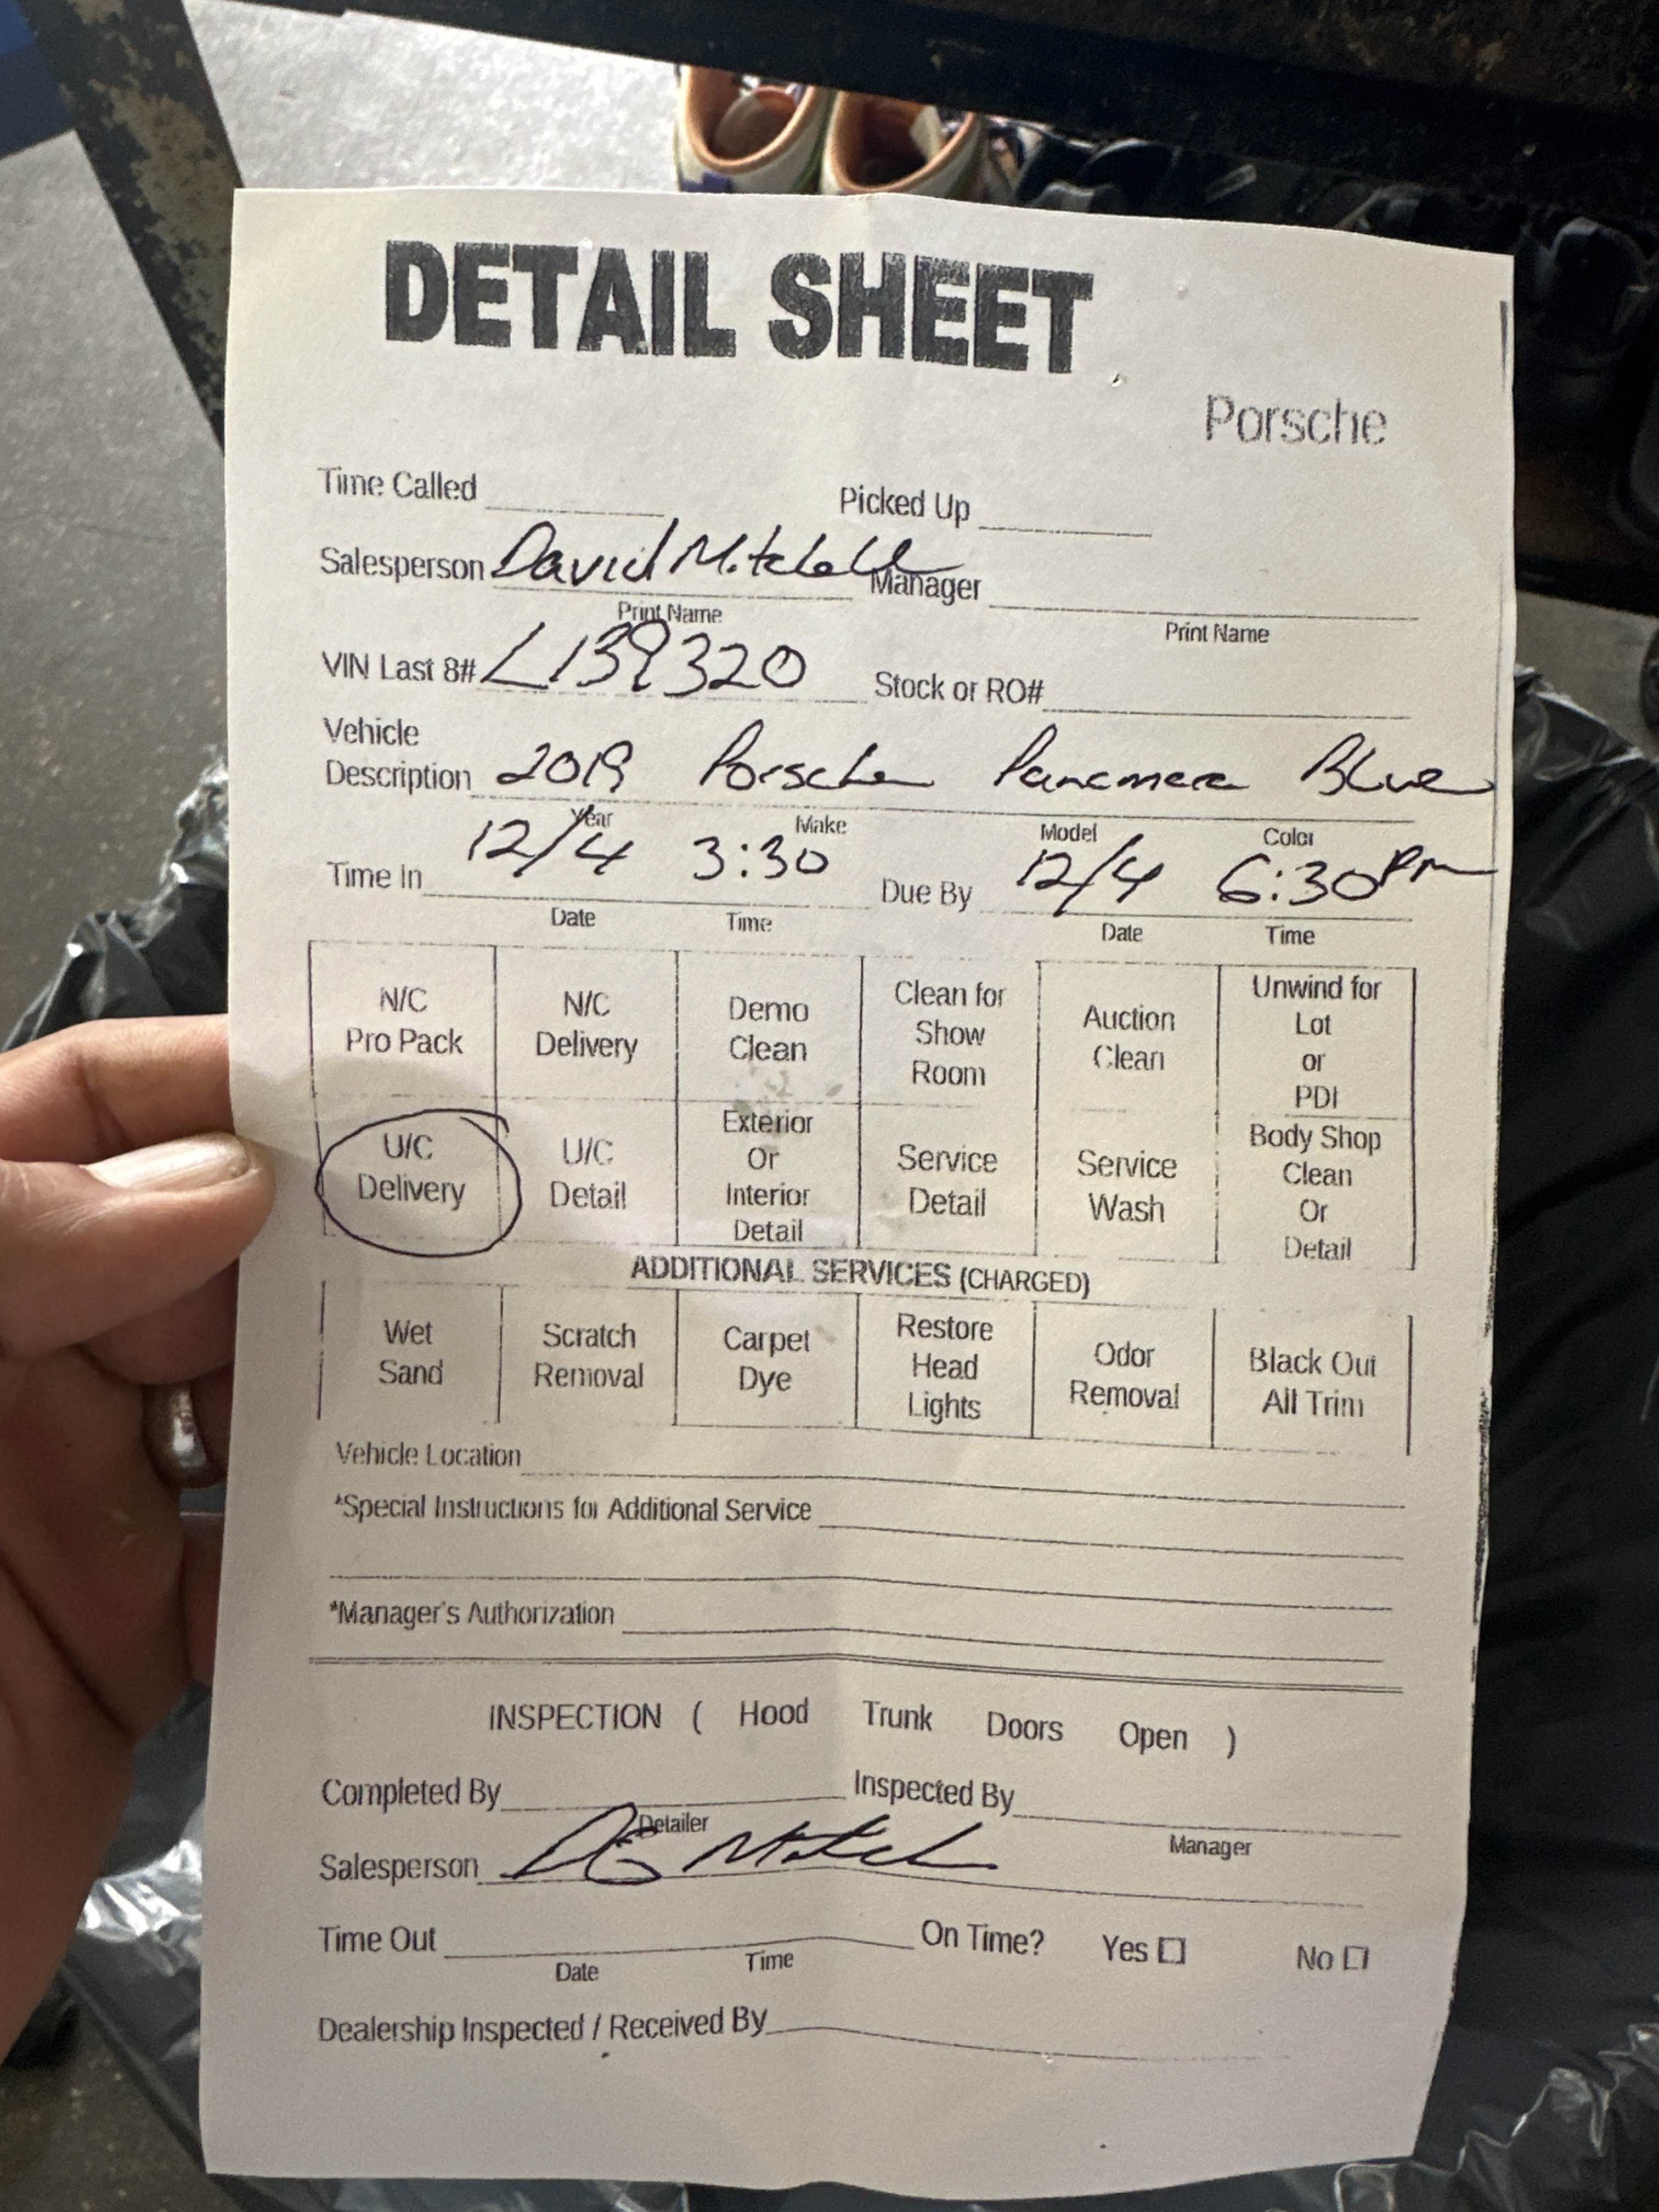 DETAIL SHEET
Porsche
Time Called Picked Up
Salesperson David Mitchell Manager
Print Name Print Name
VIN Last 8# L139320 Stock or RO#
Vehicle
Description 2019 Porsche Panamera Blue
Year Make Model Color
Time In 12/4 3:30 Due By 12/4 6:30 PM
Date Time Date Time
N/C Pro Pack N/C Delivery Demo Clean Clean for Show Room Auction Clean Unwind for Lot or PDI
U/C Delivery U/C Detail Exterior Or Interior Detail Service Detail Service Wash Body Shop Clean Or Detail
ADDITIONAL SERVICES (CHARGED)
Wet Sand Scratch Removal Carpet Dye Restore Head Lights Odor Removal Black Out All Trim
Vehicle Location
*Special Instructions for Additional Service
*Manager's Authorization
INSPECTION ( Hood Trunk Doors Open )
Completed By Inspected By
Detailer Manager
Salesperson
Time Out On Time? Yes ☐ No ☐
Date Time
Dealership Inspected / Received By